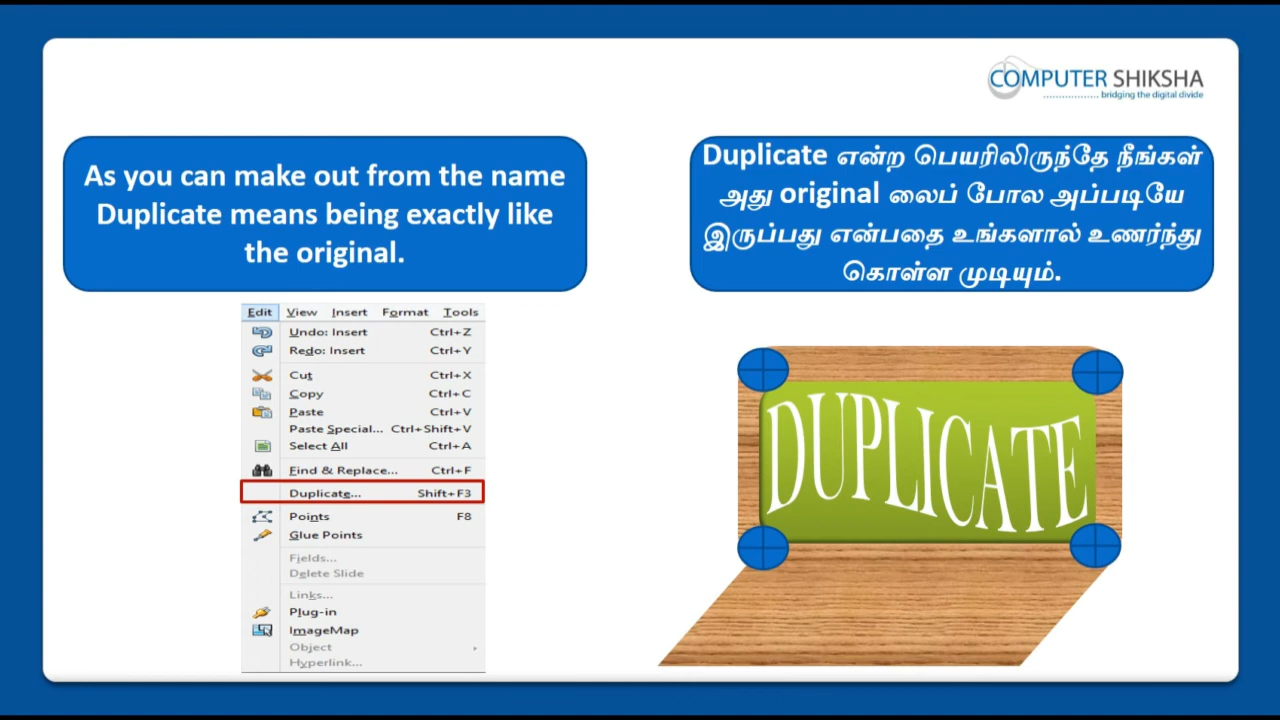 COMPUTER SHIKSHA
bridging the digital divide
As you can make out from the name
Duplicate means being exactly like
the original.
Duplicate என்ற பெயரிலிருந்தே நீங்கள்
அது original லைப் போல அப்படியே
இருப்பது என்பதை உங்களால் உணர்ந்து
கொள்ள முடியும்.
Edit View Insert Format Tools
Undo: Insert Ctrl+Z
Redo: Insert Ctrl+Y
Cut Ctrl+X
Copy Ctrl+C
Paste Ctrl+V
Paste Special... Ctrl+Shift+V
Select All Ctrl+A
Find & Replace... Ctrl+F
Duplicate... Shift+F3
Points F8
Glue Points
Fields...
Delete Slide
Links...
Plug-in
ImageMap
Object
Hyperlink...
DUPLICATE